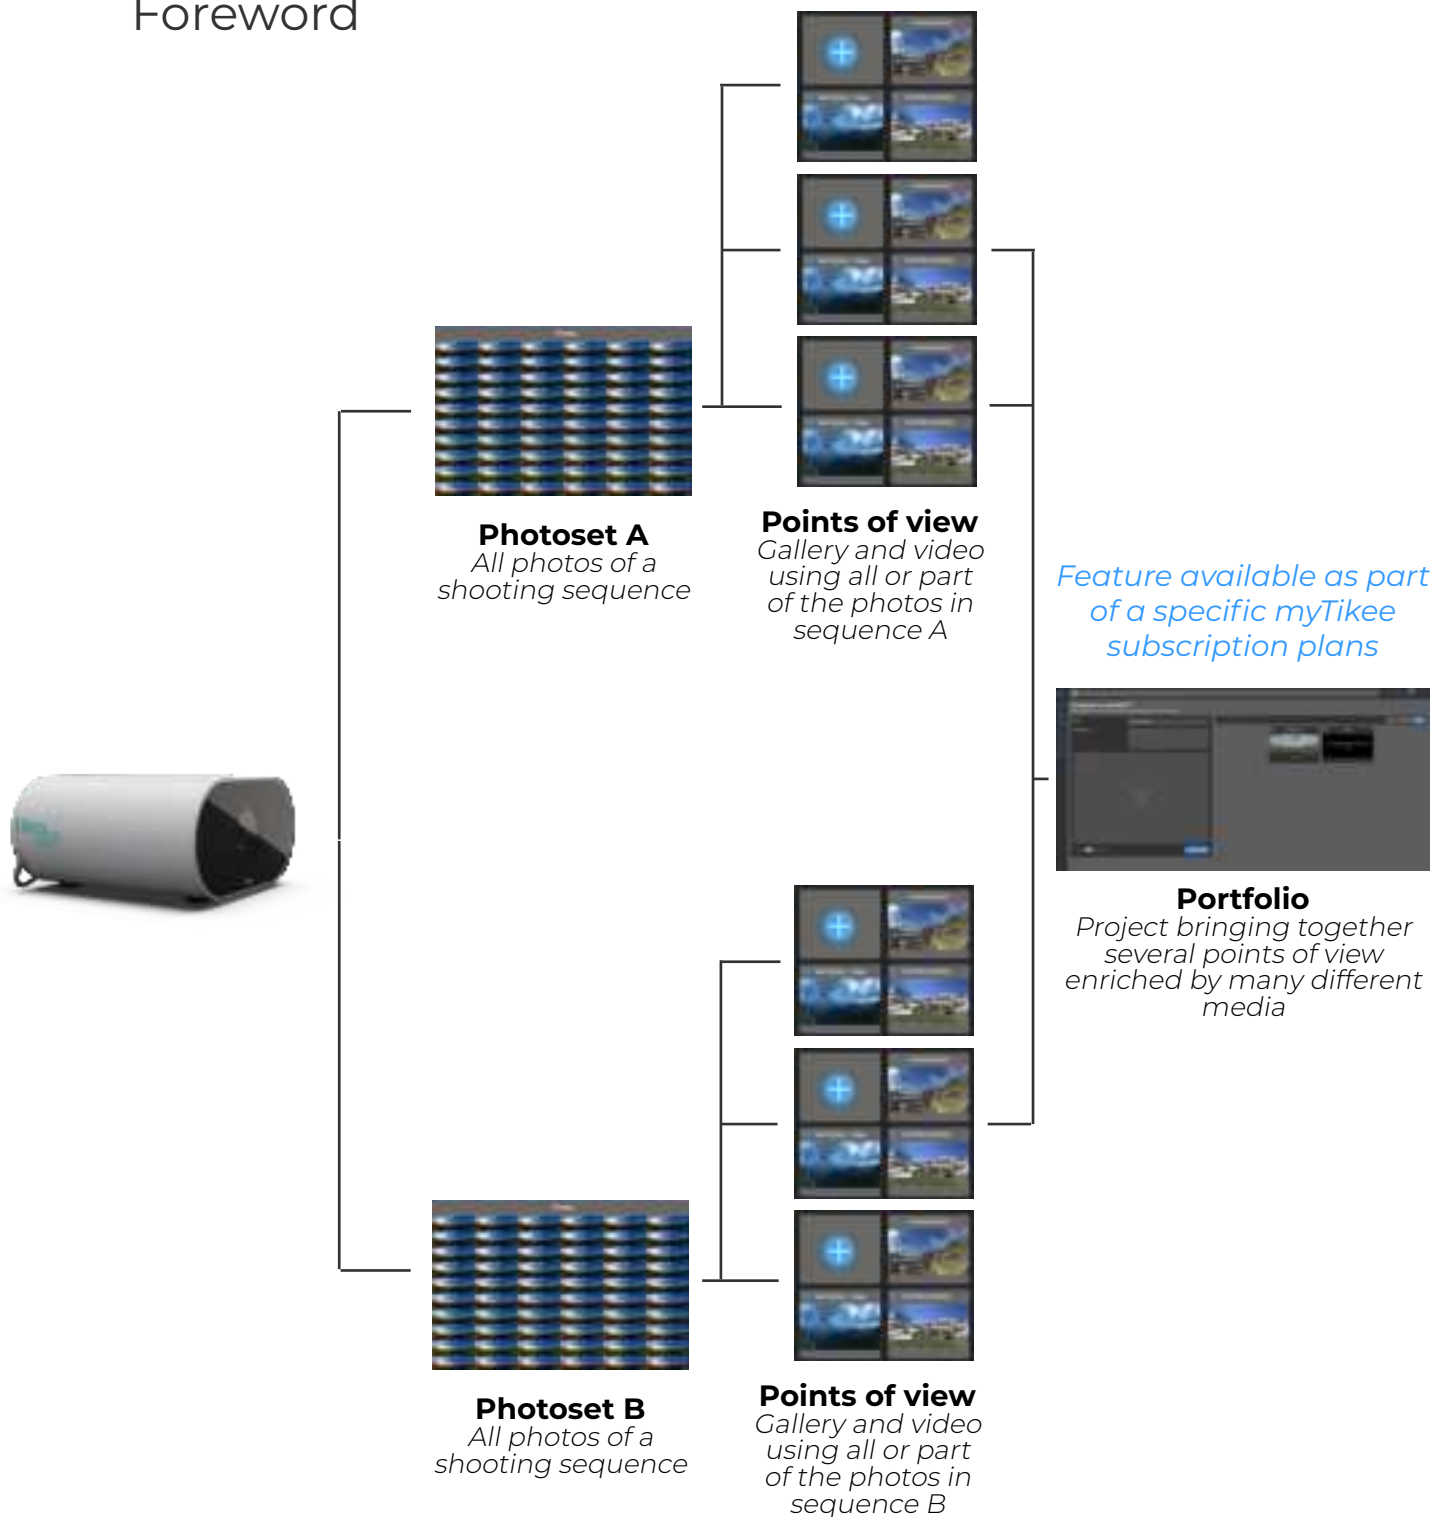 Foreword
Photoset A
All photos of a
shooting sequence
Points of view
Gallery and video
using all or part
of the photos in
sequence A
Feature available as part
of a specific myTikee
subscription plans
Portfolio
Project bringing together
several points of view
enriched by many different
media
Photoset B
All photos of a
shooting sequence
Points of view
Gallery and video
using all or part
of the photos in
sequence B